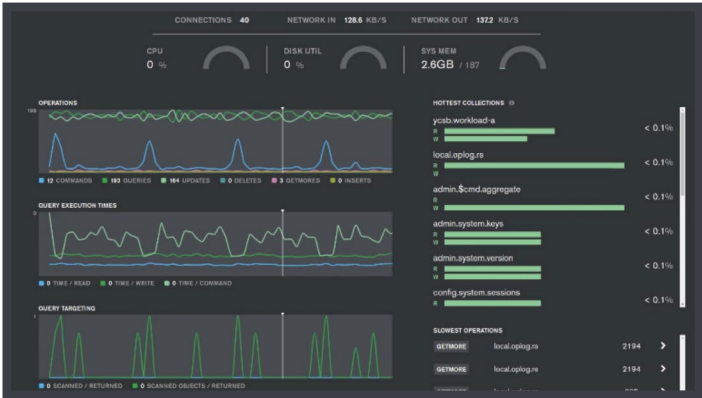 CONNECTIONS 40 NETWORK IN 128.6 KB/S NETWORK OUT 137.2 KB/S
CPU
0 %
DISK UTIL
0 %
SYS MEM
2.6GB / 187
OPERATIONS
12 COMMANDS 183 QUERIES 164 UPDATES 0 DELETES 3 GETMORES 0 INSERTS
QUERY EXECUTION TIMES
0
0 TIME / READ 0 TIME / WRITE 0 TIME / COMMAND
QUERY TARGETING
1
0 SCANNED / RETURNED 0 SCANNED OBJECTS / RETURNED
HOTTEST COLLECTIONS
ycsb.workload-a
R < 0.1%
W
local.oplog.rs
R < 0.1%
W
admin.$cmd.aggregate
R < 0.1%
W
admin.system.keys
R < 0.1%
W
admin.system.version
R < 0.1%
W
config.system.sessions
R < 0.1%
SLOWEST OPERATIONS
GETMORE local.oplog.rs 2194 >
GETMORE local.oplog.rs 2194 >